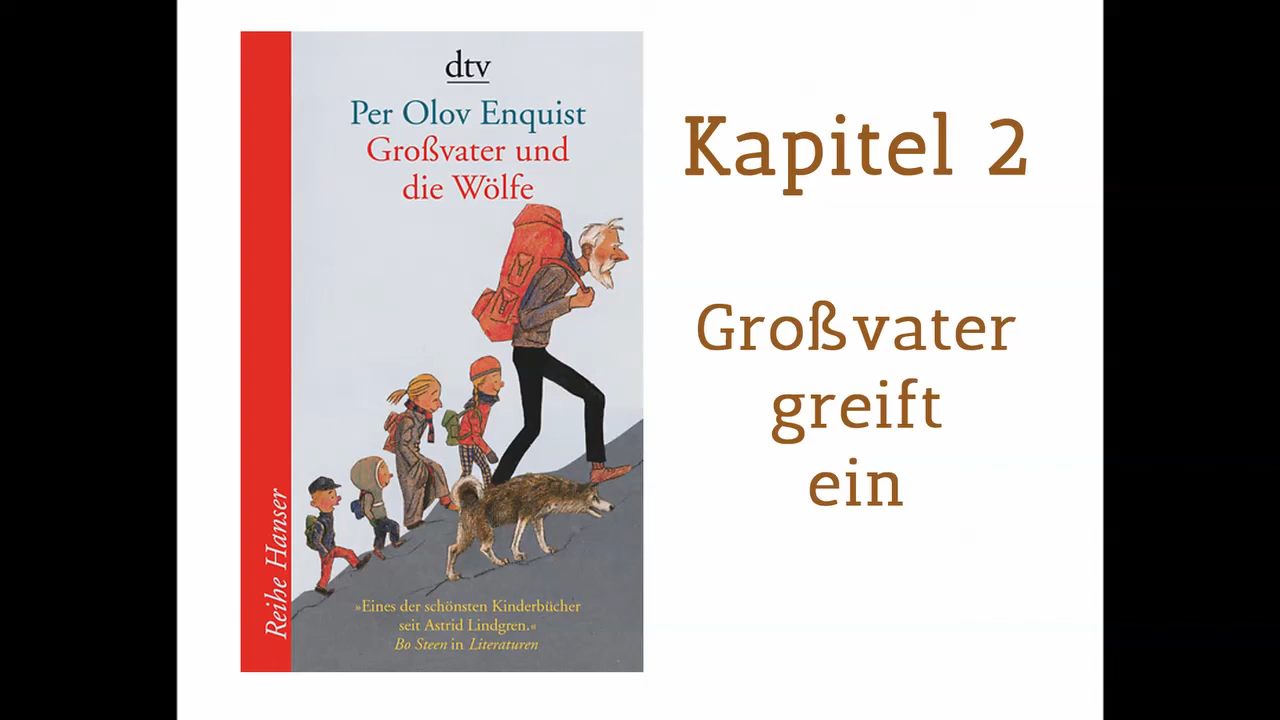 dtv
Per Olov Enquist
Großvater und
die Wölfe
Reihe Hanser
»Eines der schönsten Kinderbücher
seit Astrid Lindgren.«
Bo Steen in Literaturen
Kapitel 2
Großvater
greift
ein